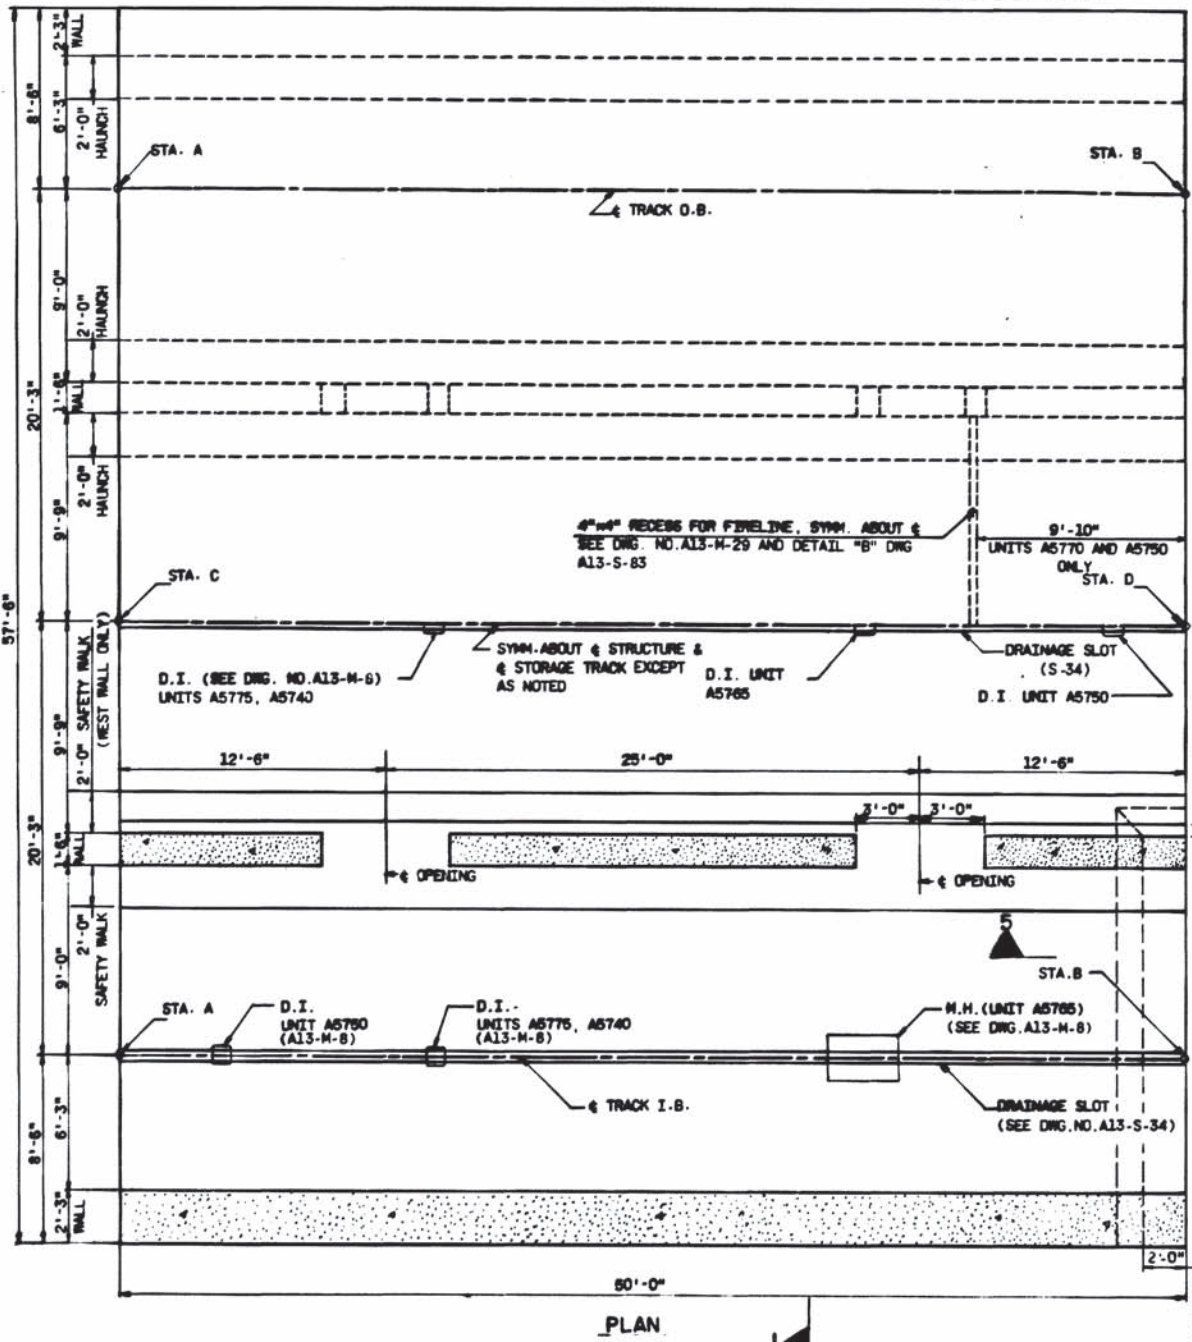 2'-3"
WALL
8'-6"
6'-3"
2'-0"
HAUNCH
STA. A
STA. B
℄ TRACK O.B.
9'-0"
2'-0"
HAUNCH
20'-3"
1'-6"
WALL
2'-0"
HAUNCH
9'-9"
4"x4" RECESS FOR FIRELINE, SYMM. ABOUT ℄
SEE DWG. NO.A13-M-29 AND DETAIL "B" DWG
A13-S-83
9'-10"
UNITS A5770 AND A5750
ONLY
STA. C
STA. D
57'-6"
SYMM.ABOUT ℄ STRUCTURE &
℄ STORAGE TRACK EXCEPT
AS NOTED
D.I. (SEE DWG. NO.A13-M-8)
UNITS A5775, A5740
D.I. UNIT
A5765
DRAINAGE SLOT
(S-34)
D.I. UNIT A5750
9'-9"
2'-0" SAFETY WALK
(WEST WALL ONLY)
12'-6"
25'-0"
12'-6"
3'-0"
3'-0"
20'-3"
1'-6"
WALL
℄ OPENING
℄ OPENING
2'-0"
SAFETY WALK
9'-0"
5
STA.B
STA. A
D.I.
UNIT A5750
(A13-M-8)
D.I.-
UNITS A5775, A5740
(A13-M-8)
M.H.(UNIT A5765)
(SEE DWG.A13-M-8)
℄ TRACK I.B.
DRAINAGE SLOT
(SEE DWG.NO.A13-S-34)
8'-6"
6'-3"
2'-3"
WALL
2'-0"
50'-0"
PLAN